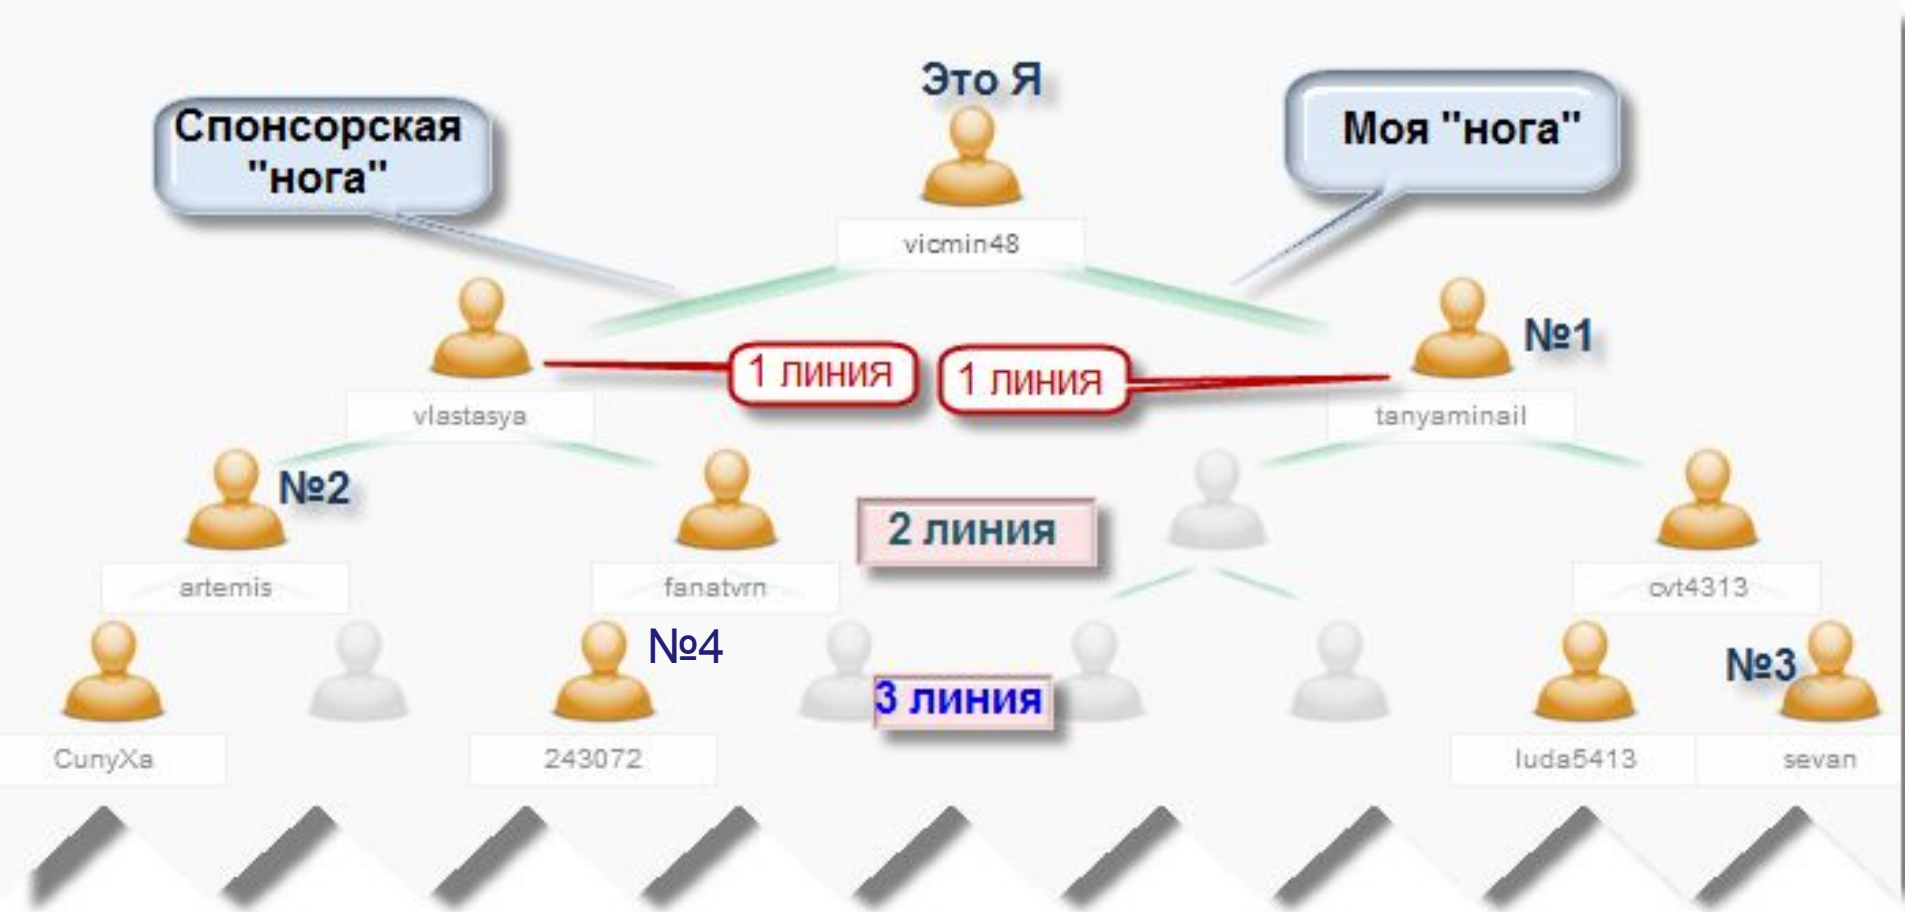 Это Я
Спонсорская
"нога"
Моя "нога"
vicmin48
№1
1 линия
1 линия
vlastasya
tanyaminail
№2
2 линия
artemis
fanatvrn
cvt4313
№4
№3
3 линия
CunyXa
243072
luda5413
sevan